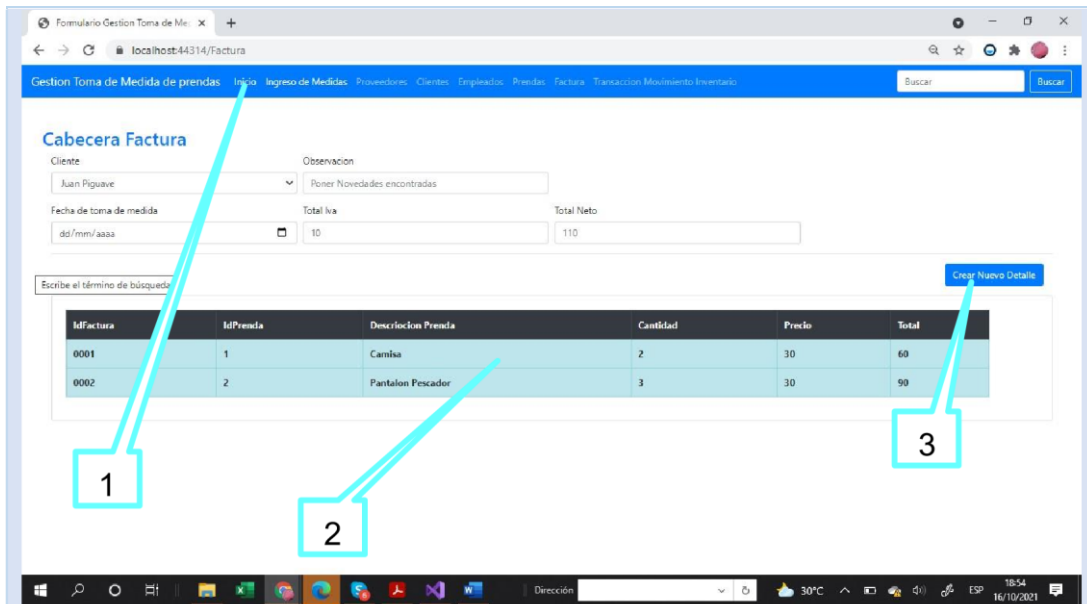 Formulario Gestion Toma de Me
localhost:44314/Factura
Gestion Toma de Medida de prendas Inicio Ingreso de Medidas Proveedores Clientes Empleados Prendas Factura Transaccion Movimiento Inventario Buscar Buscar
Cabecera Factura
Cliente Observacion
Juan Piguave Poner Novedades encontradas
Fecha de toma de medida Total Iva Total Neto
dd/mm/aaaa 10 110
Crear Nuevo Detalle
Escribe el término de búsqueda
IdFactura IdPrenda Descriocion Prenda Cantidad Precio Total
0001 1 Camisa 2 30 60
0002 2 Pantalon Pescador 3 30 90
3
1
2
Dirección 30°C ESP 18:54
16/10/2021